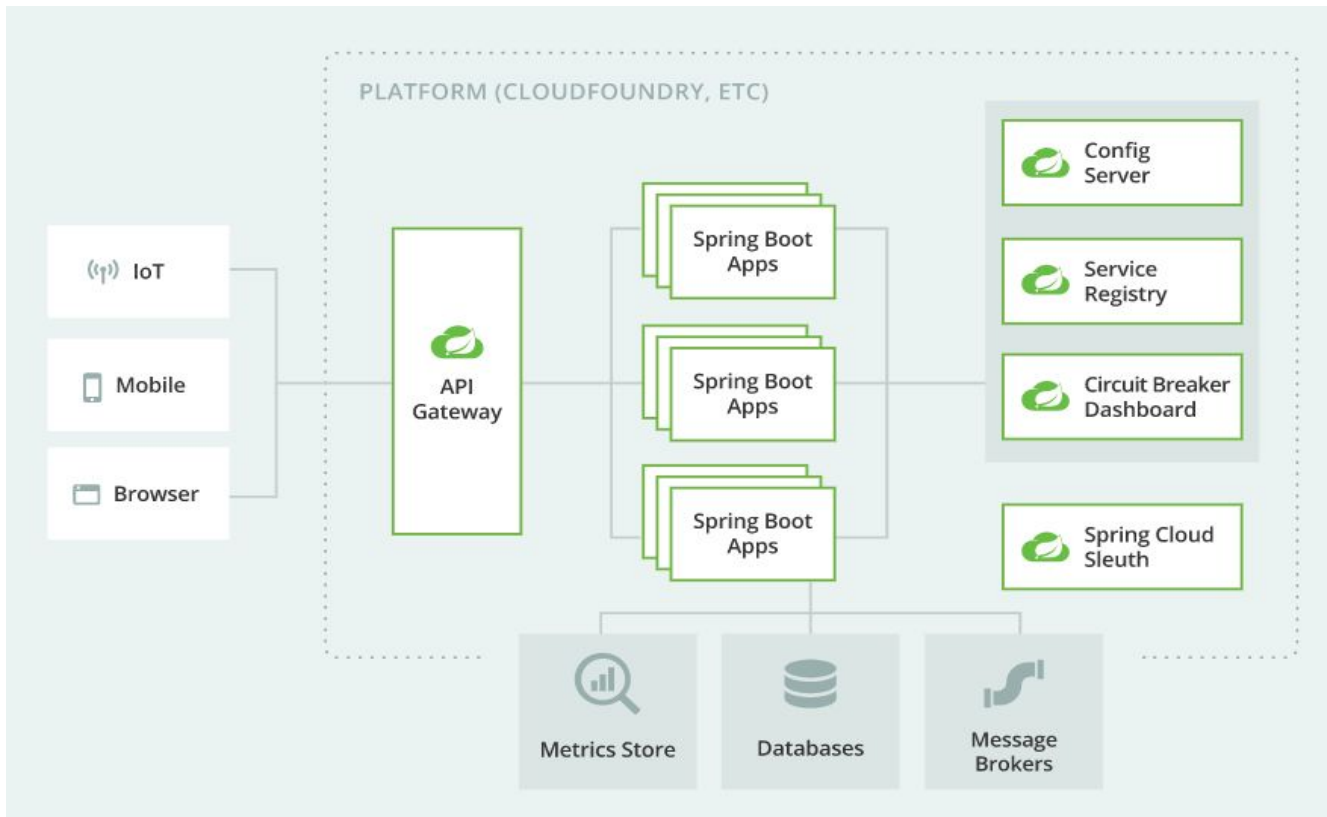 PLATFORM (CLOUDFOUNDRY, ETC)
IoT
Mobile
Browser
API
Gateway
Spring Boot
Apps
Spring Boot
Apps
Spring Boot
Apps
Config
Server
Service
Registry
Circuit Breaker
Dashboard
Spring Cloud
Sleuth
Metrics Store
Databases
Message
Brokers